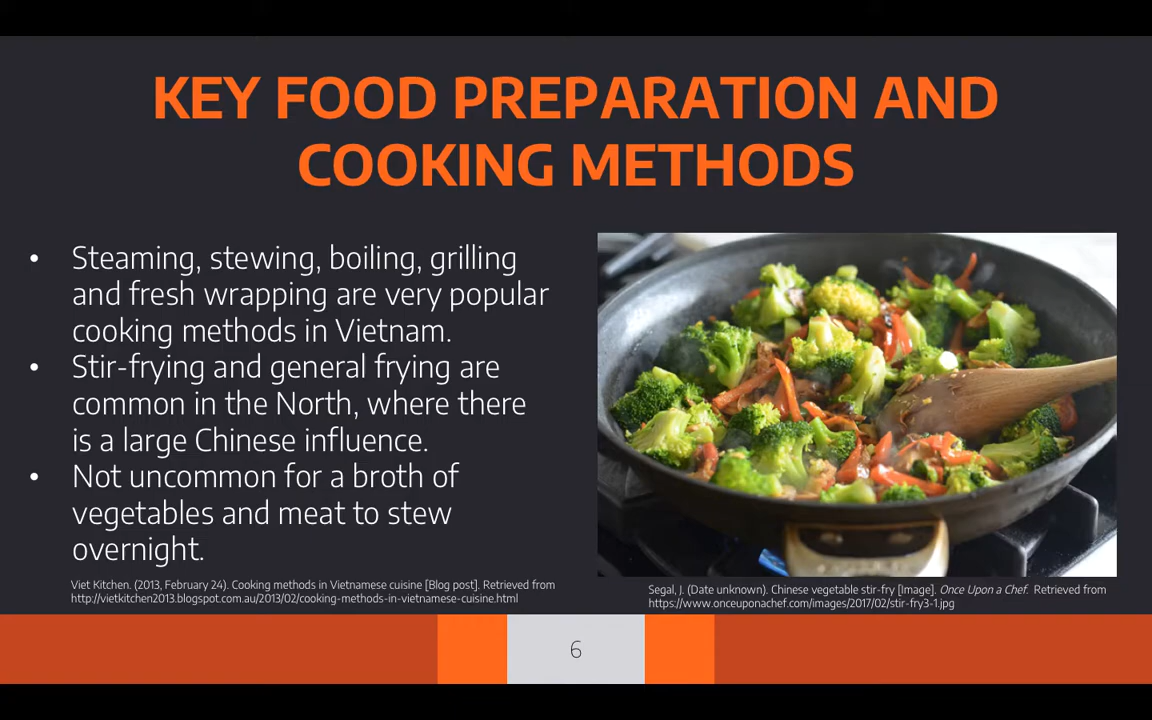 KEY FOOD PREPARATION AND
COOKING METHODS
• Steaming, stewing, boiling, grilling
and fresh wrapping are very popular
cooking methods in Vietnam.
• Stir-frying and general frying are
common in the North, where there
is a large Chinese influence.
• Not uncommon for a broth of
vegetables and meat to stew
overnight.
Viet Kitchen. (2013, February 24). Cooking methods in Vietnamese cuisine [Blog post]. Retrieved from
http://vietkitchen2013.blogspot.com.au/2013/02/cooking-methods-in-vietnamese-cuisine.html
Segal, J. (Date unknown). Chinese vegetable stir-fry [Image]. Once Upon a Chef. Retrieved from
https://www.onceuponachef.com/images/2017/02/stir-fry3-1.jpg
6